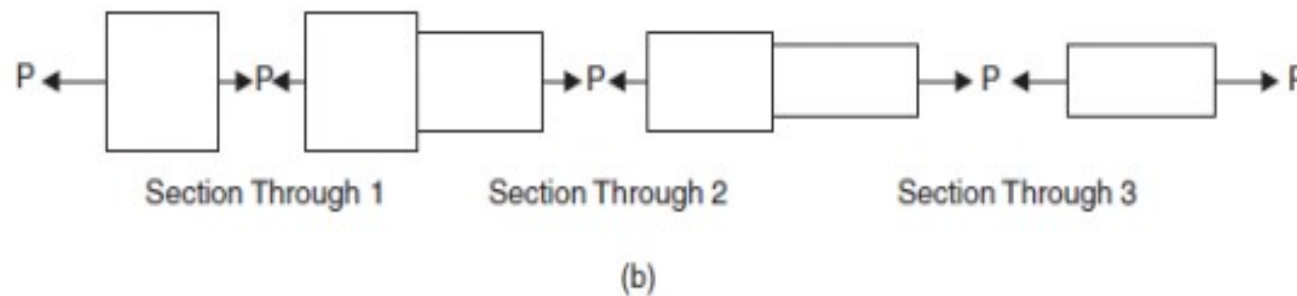 P P P P P P
Section Through 1 Section Through 2 Section Through 3
(b)